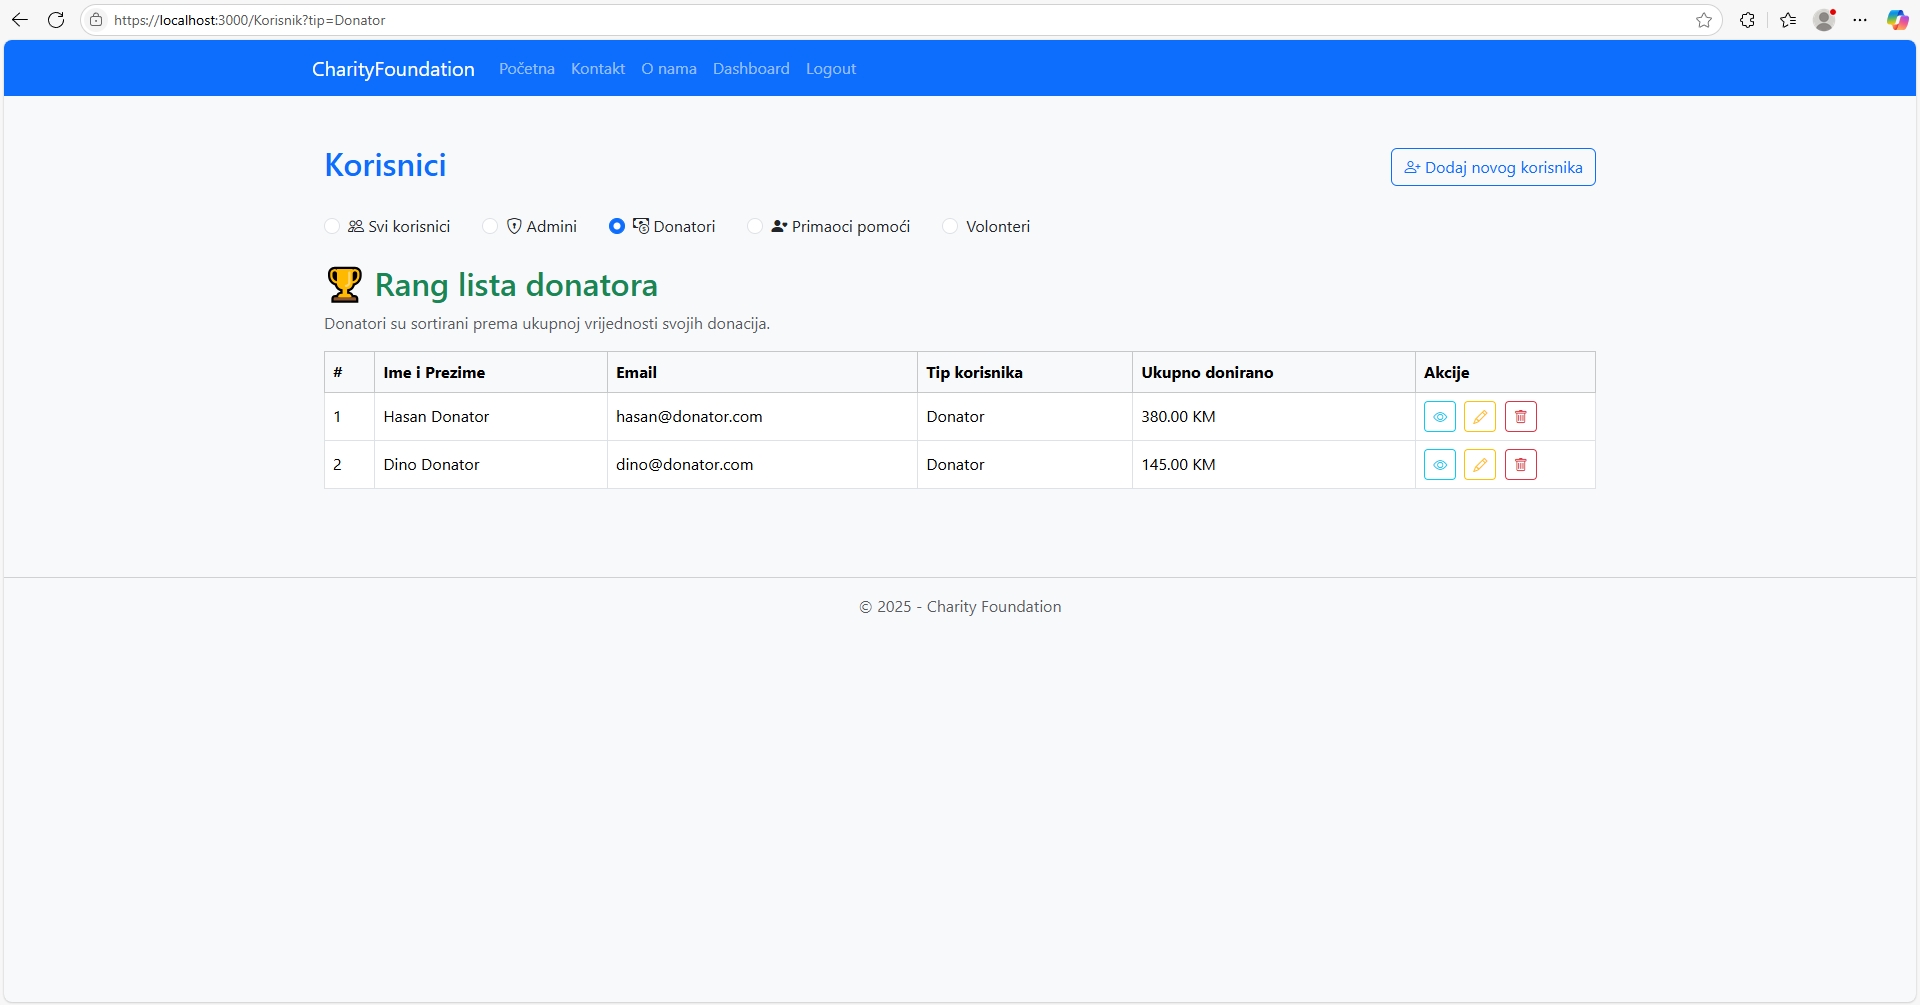 https://localhost:3000/Korisnik?tip=Donator
CharityFoundation Početna Kontakt O nama Dashboard Logout
Korisnici
Dodaj novog korisnika
Svi korisnici Admini Donatori Primaoci pomoći Volonteri
Rang lista donatora
Donatori su sortirani prema ukupnoj vrijednosti svojih donacija.
# Ime i Prezime Email Tip korisnika Ukupno donirano Akcije
1 Hasan Donator hasan@donator.com Donator 380.00 KM
2 Dino Donator dino@donator.com Donator 145.00 KM
© 2025 - Charity Foundation